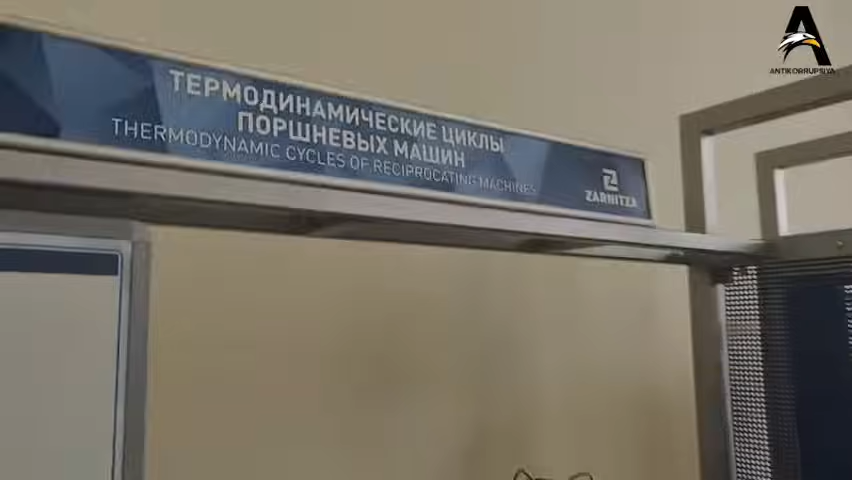 ТЕРМОДИНАМИЧЕСКИЕ ЦИКЛЫ
ПОРШНЕВЫХ МАШИН
THERMODYNAMIC CYCLES OF RECIPROCATING MACHINES
ZARNITZA
ANTIKORRUPSIYA